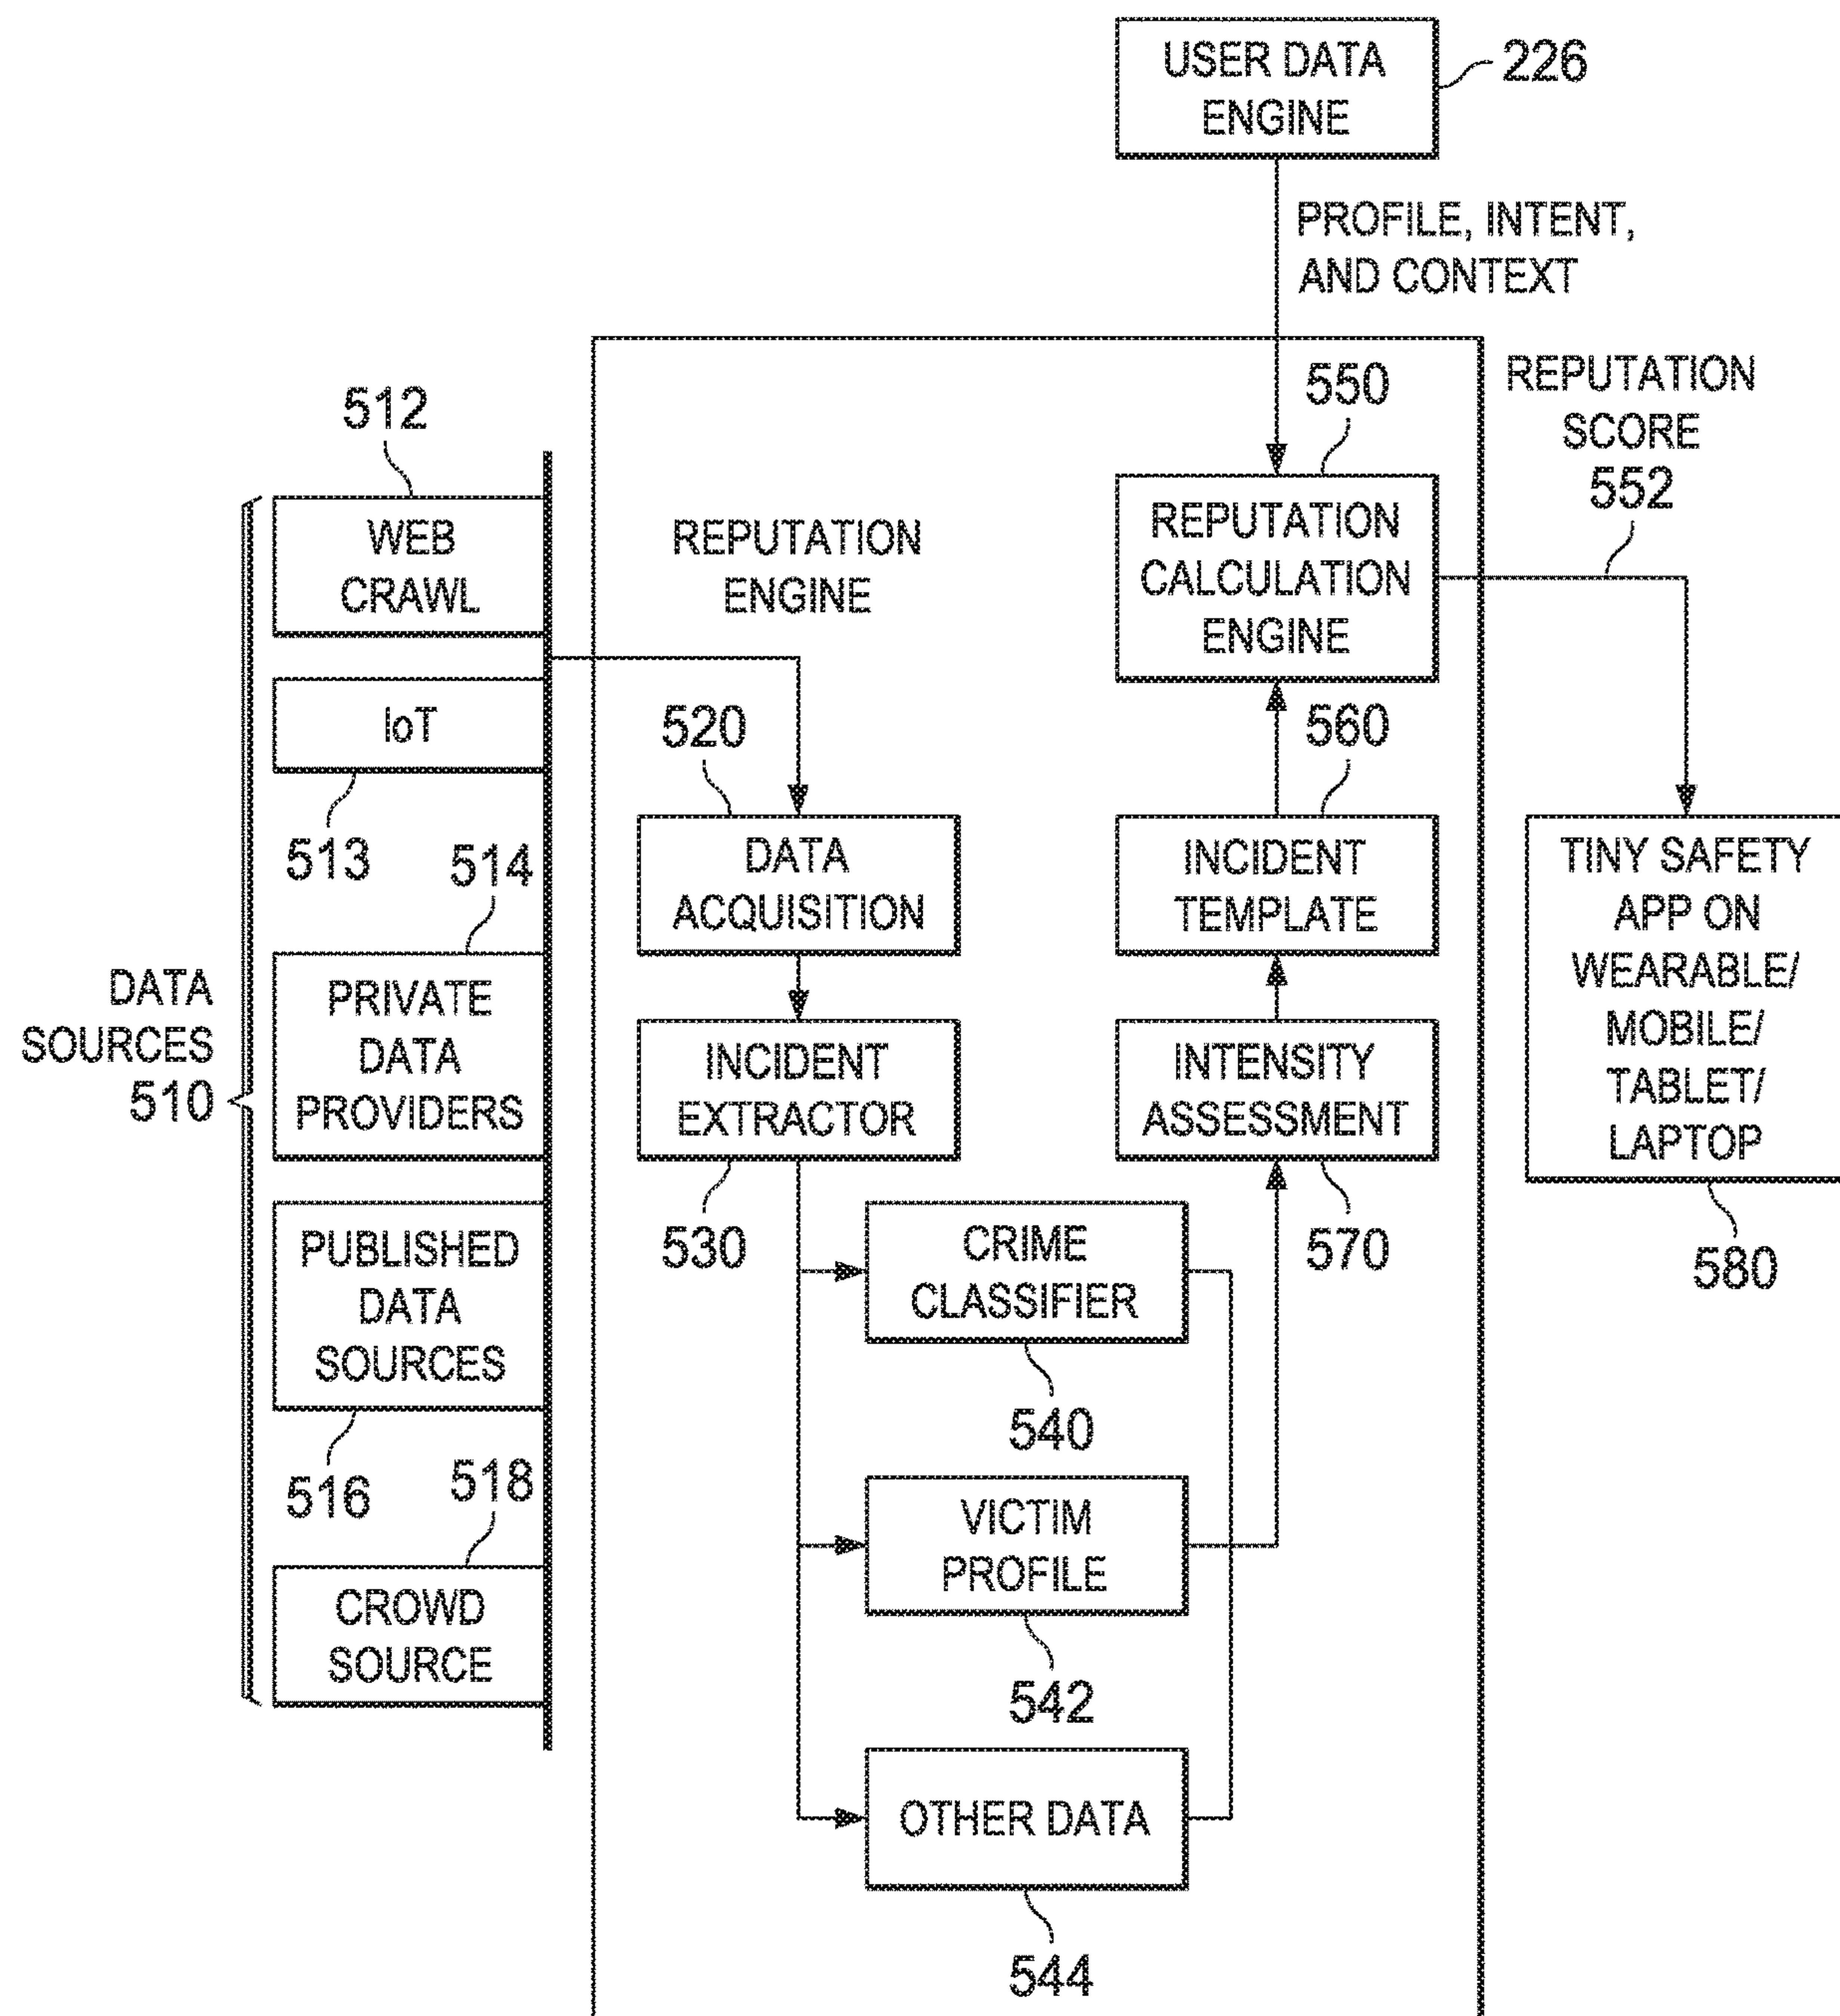 USER DATA
ENGINE
226
PROFILE, INTENT,
AND CONTEXT
REPUTATION
SCORE
552
550
REPUTATION
CALCULATION
ENGINE
REPUTATION
ENGINE
512
WEB
CRAWL
IoT
513
514
PRIVATE
DATA
PROVIDERS
DATA
SOURCES
510
PUBLISHED
DATA
SOURCES
516
518
CROWD
SOURCE
520
DATA
ACQUISITION
INCIDENT
EXTRACTOR
530
560
INCIDENT
TEMPLATE
INTENSITY
ASSESSMENT
570
TINY SAFETY
APP ON
WEARABLE/
MOBILE/
TABLET/
LAPTOP
580
CRIME
CLASSIFIER
540
VICTIM
PROFILE
542
OTHER DATA
544